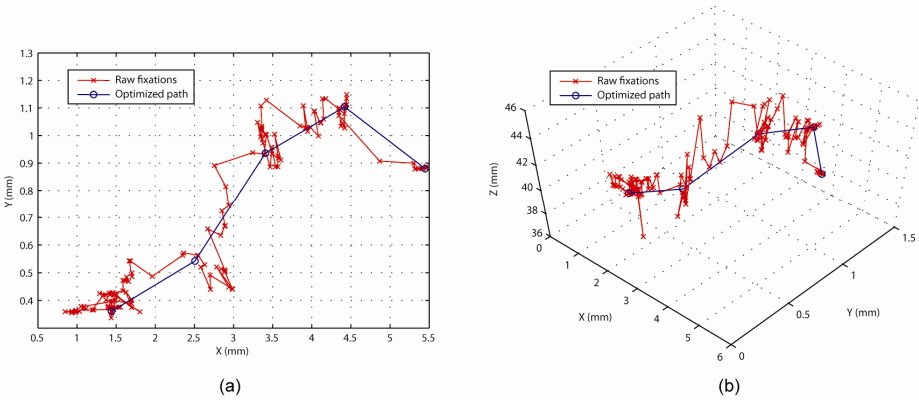 1.3
1.2
1.1
1
0.9
0.8
0.7
0.6
0.5
0.4
Y (mm)
Raw fixations
Optimized path
0.5 1 1.5 2 2.5 3 3.5 4 4.5 5 5.5
X (mm)
(a)
Raw fixations
Optimized path
46
44
42
40
38
36
Z (mm)
0
1
2
3
4
5
6
X (mm)
0
0.5
1
1.5
Y (mm)
(b)